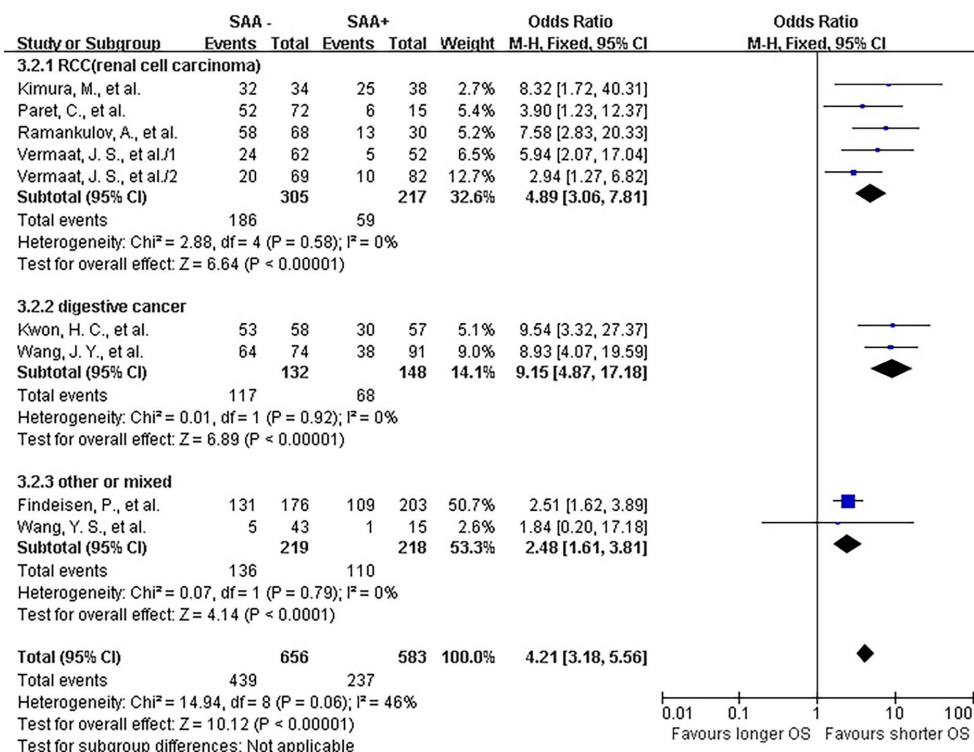 SAA - SAA+ Odds Ratio Odds Ratio
Study or Subgroup Events Total Events Total Weight M-H, Fixed, 95% CI M-H, Fixed, 95% CI
3.2.1 RCC(renal cell carcinoma)
Kimura, M., et al. 32 34 25 38 2.7% 8.32 [1.72, 40.31]
Paret, C., et al. 52 72 6 15 5.4% 3.90 [1.23, 12.37]
Ramankulov, A., et al. 58 68 13 30 5.2% 7.58 [2.83, 20.33]
Vermaat, J. S., et al./1 24 62 5 52 6.5% 5.94 [2.07, 17.04]
Vermaat, J. S., et al./2 20 69 10 82 12.7% 2.94 [1.27, 6.82]
Subtotal (95% CI) 305 217 32.6% 4.89 [3.06, 7.81]
Total events 186 59
Heterogeneity: Chi² = 2.88, df = 4 (P = 0.58); I² = 0%
Test for overall effect: Z = 6.64 (P < 0.00001)
3.2.2 digestive cancer
Kwon, H. C., et al. 53 58 30 57 5.1% 9.54 [3.32, 27.37]
Wang, J. Y., et al. 64 74 38 91 9.0% 8.93 [4.07, 19.59]
Subtotal (95% CI) 132 148 14.1% 9.15 [4.87, 17.18]
Total events 117 68
Heterogeneity: Chi² = 0.01, df = 1 (P = 0.92); I² = 0%
Test for overall effect: Z = 6.89 (P < 0.00001)
3.2.3 other or mixed
Findeisen, P., et al. 131 176 109 203 50.7% 2.51 [1.62, 3.89]
Wang, Y. S., et al. 5 43 1 15 2.6% 1.84 [0.20, 17.18]
Subtotal (95% CI) 219 218 53.3% 2.48 [1.61, 3.81]
Total events 136 110
Heterogeneity: Chi² = 0.07, df = 1 (P = 0.79); I² = 0%
Test for overall effect: Z = 4.14 (P < 0.0001)
Total (95% CI) 656 583 100.0% 4.21 [3.18, 5.56]
Total events 439 237
Heterogeneity: Chi² = 14.94, df = 8 (P = 0.06); I² = 46%
Test for overall effect: Z = 10.12 (P < 0.00001)
Test for subgroup differences: Not applicable
0.01 0.1 1 10 100
Favours longer OS Favours shorter OS